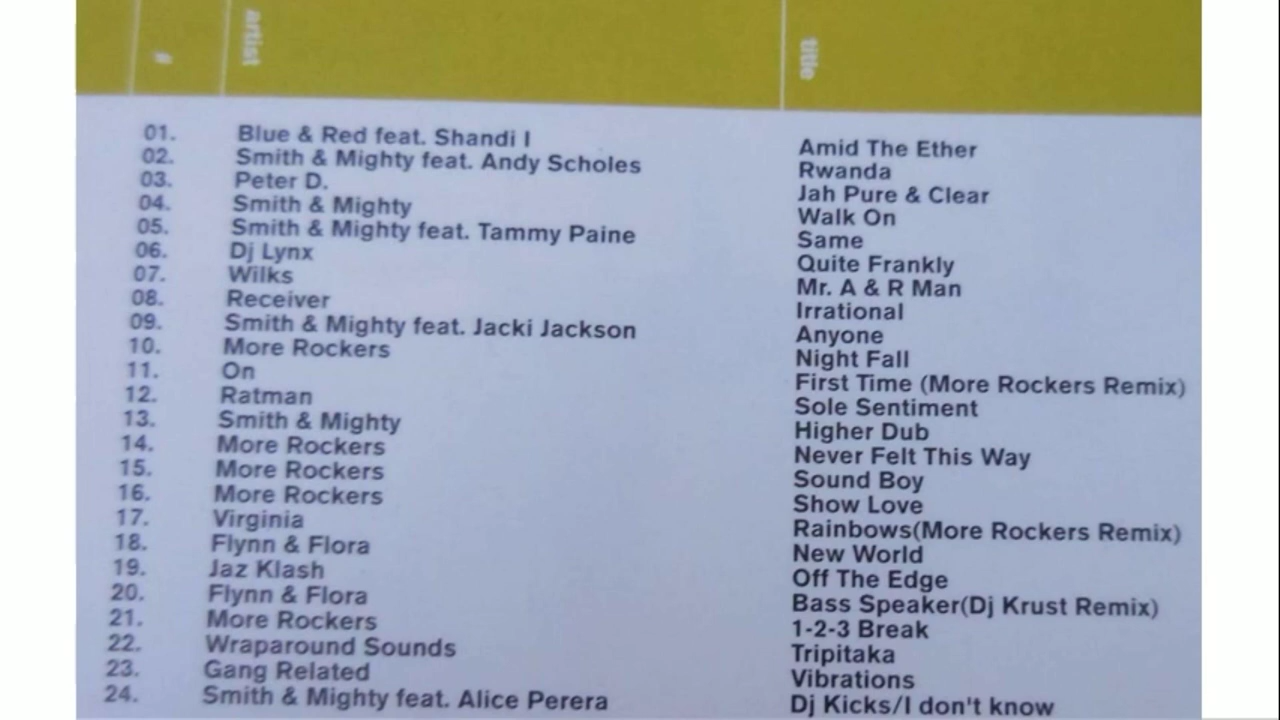 # artist title
01. Blue & Red feat. Shandi I Amid The Ether
02. Smith & Mighty feat. Andy Scholes Rwanda
03. Peter D. Jah Pure & Clear
04. Smith & Mighty Walk On
05. Smith & Mighty feat. Tammy Paine Same
06. Dj Lynx Quite Frankly
07. Wilks Mr. A & R Man
08. Receiver Irrational
09. Smith & Mighty feat. Jacki Jackson Anyone
10. More Rockers Night Fall
11. On First Time (More Rockers Remix)
12. Ratman Sole Sentiment
13. Smith & Mighty Higher Dub
14. More Rockers Never Felt This Way
15. More Rockers Sound Boy
16. More Rockers Show Love
17. Virginia Rainbows(More Rockers Remix)
18. Flynn & Flora New World
19. Jaz Klash Off The Edge
20. Flynn & Flora Bass Speaker(Dj Krust Remix)
21. More Rockers 1-2-3 Break
22. Wraparound Sounds Tripitaka
23. Gang Related Vibrations
24. Smith & Mighty feat. Alice Perera Dj Kicks/I don't know